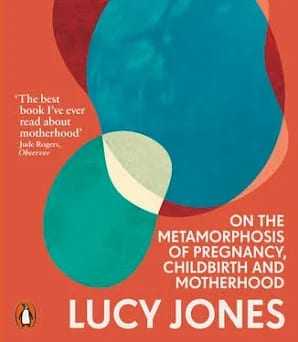 'The best
book I've ever
read about
motherhood'
Jude Rogers,
Observer
ON THE
METAMORPHOSIS
OF PREGNANCY,
CHILDBIRTH AND
MOTHERHOOD
LUCY JONES